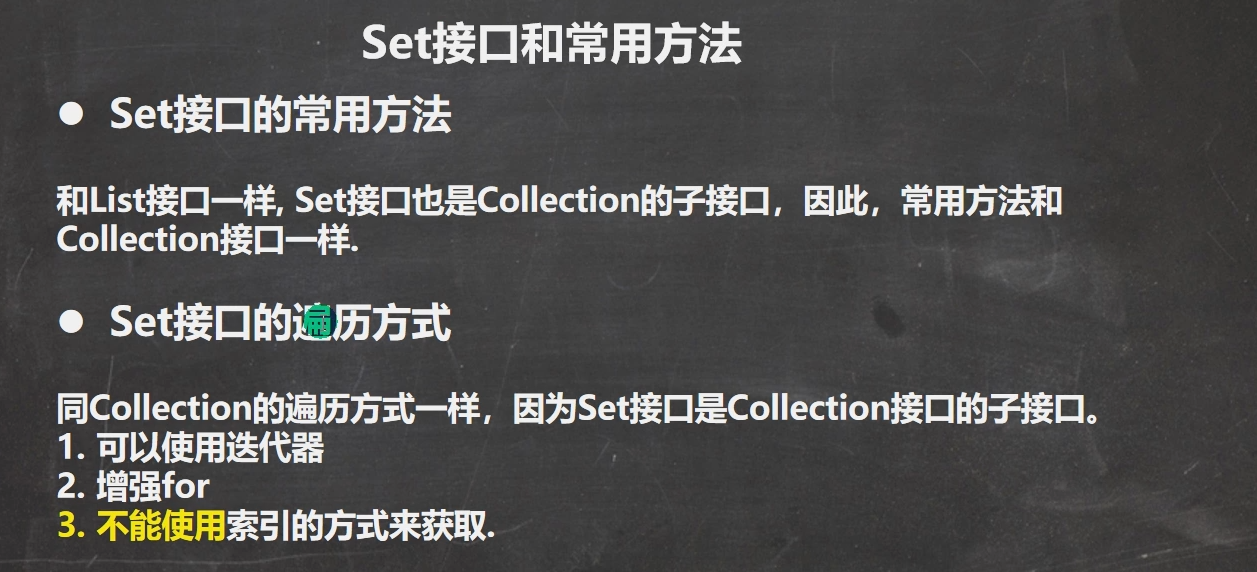 Set接口和常用方法
● Set接口的常用方法
和List接口一样, Set接口也是Collection的子接口，因此，常用方法和
Collection接口一样.
● Set接口的遍历方式
同Collection的遍历方式一样，因为Set接口是Collection接口的子接口。
1. 可以使用迭代器
2. 增强for
3. 不能使用索引的方式来获取.